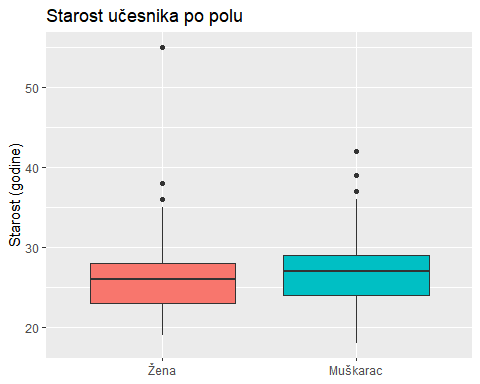 Starost učesnika po polu
Starost (godine)
50
40
30
20
Žena
Muškarac